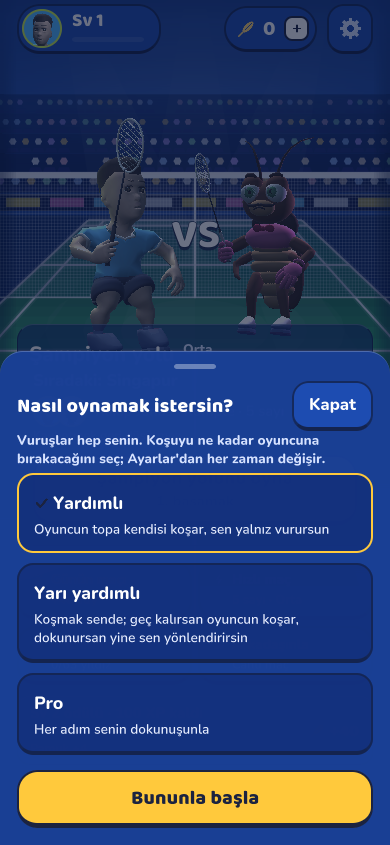 Sv 1
0
+
VS
Orta
Nasıl oynamak istersin?
Kapat
Vuruşlar hep senin. Koşuyu ne kadar oyuncuna
bırakacağını seç; Ayarlar'dan her zaman değişir.
Yardımlı
Oyuncun topa kendisi koşar, sen yalnız vurursun
Yarı yardımlı
Koşmak sende; geç kalırsan oyuncun koşar,
dokunursan yine sen yönlendirirsin
Pro
Her adım senin dokunuşunla
Bununla başla